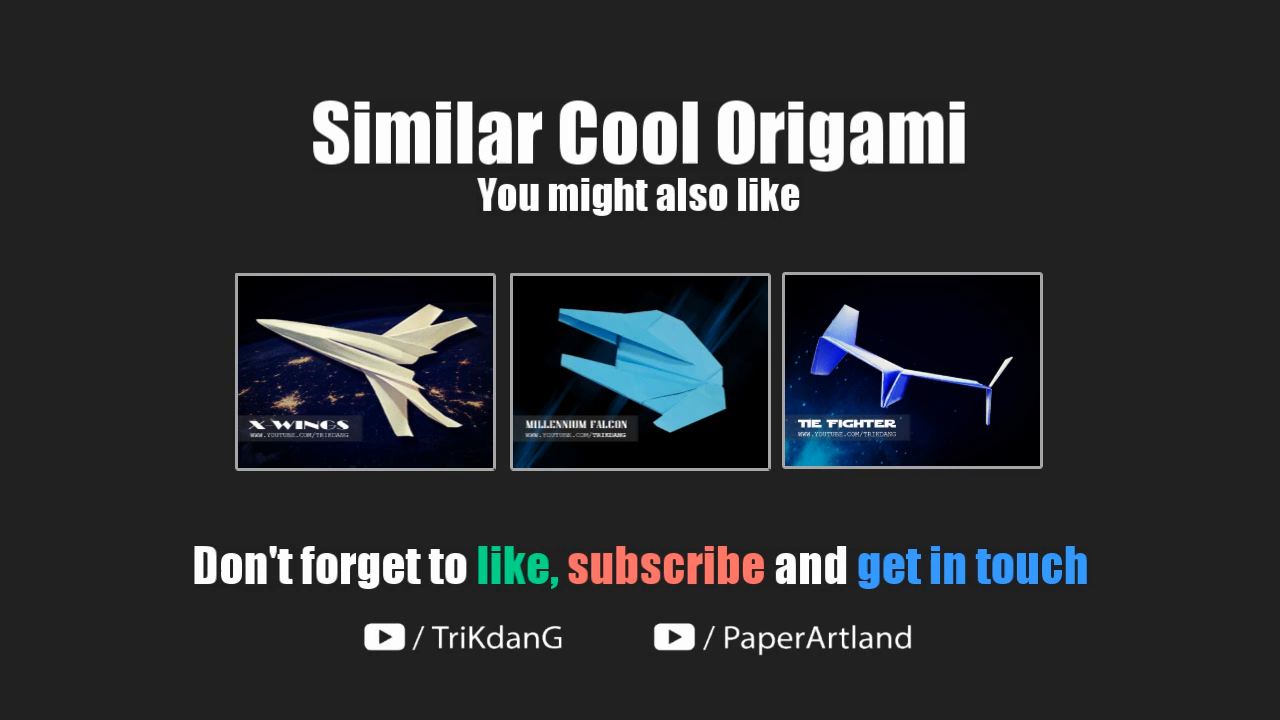 Similar Cool Origami
You might also like
X-WINGS
WWW.YOUTUBE.COM/TRIKDANG
MILLENNIUM FALCON
WWW.YOUTUBE.COM/TRIKDANG
TIE FIGHTER
WWW.YOUTUBE.COM/TRIKDANG
Don't forget to like, subscribe and get in touch
/ TriKdanG
/ PaperArtland